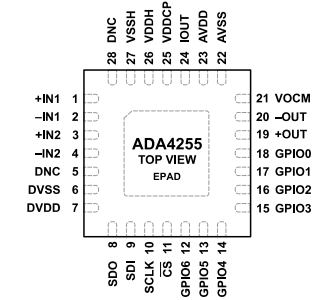 28 DNC
27 VSSH
26 VDDH
25 VDDCP
24 IOUT
23 AVDD
22 AVSS
+IN1 1
–IN1 2
+IN2 3
–IN2 4
DNC 5
DVSS 6
DVDD 7
ADA4255
TOP VIEW
EPAD
21 VOCM
20 –OUT
19 +OUT
18 GPIO0
17 GPIO1
16 GPIO2
15 GPIO3
SDO 8
SDI 9
SCLK 10
CS 11
GPIO6 12
GPIO5 13
GPIO4 14